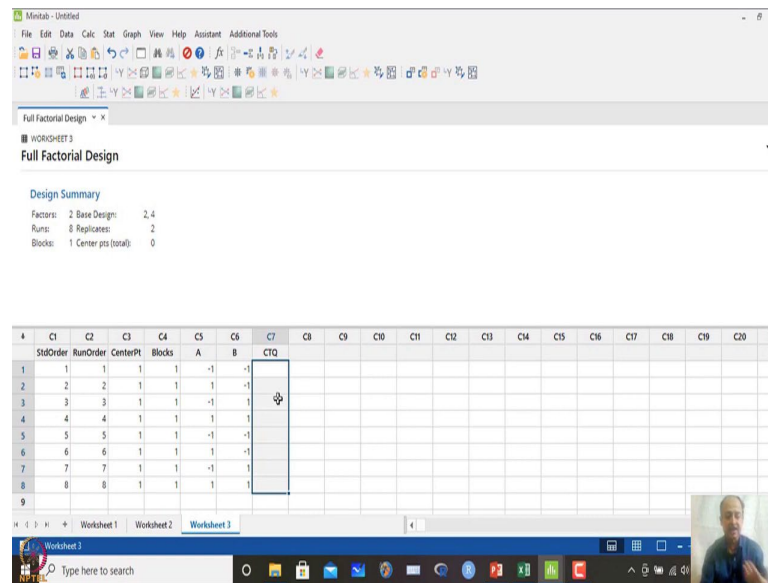 Minitab - Untitled
File Edit Data Calc Stat Graph View Help Assistant Additional Tools
Full Factorial Design
WORKSHEET 3
Full Factorial Design
Design Summary
Factors: 2 Base Design: 2, 4
Runs: 8 Replicates: 2
Blocks: 1 Center pts (total): 0
C1 C2 C3 C4 C5 C6 C7 C8 C9 C10 C11 C12 C13 C14 C15 C16 C17 C18 C19 C20
StdOrder RunOrder CenterPt Blocks A B CTQ
1 1 1 1 1 -1 -1
2 2 2 1 1 1 -1
3 3 3 1 1 -1 1
4 4 4 1 1 1 1
5 5 5 1 1 -1 -1
6 6 6 1 1 1 -1
7 7 7 1 1 -1 1
8 8 8 1 1 1 1
9
Worksheet 1 Worksheet 2 Worksheet 3
Worksheet 3
NPTEL
Type here to search